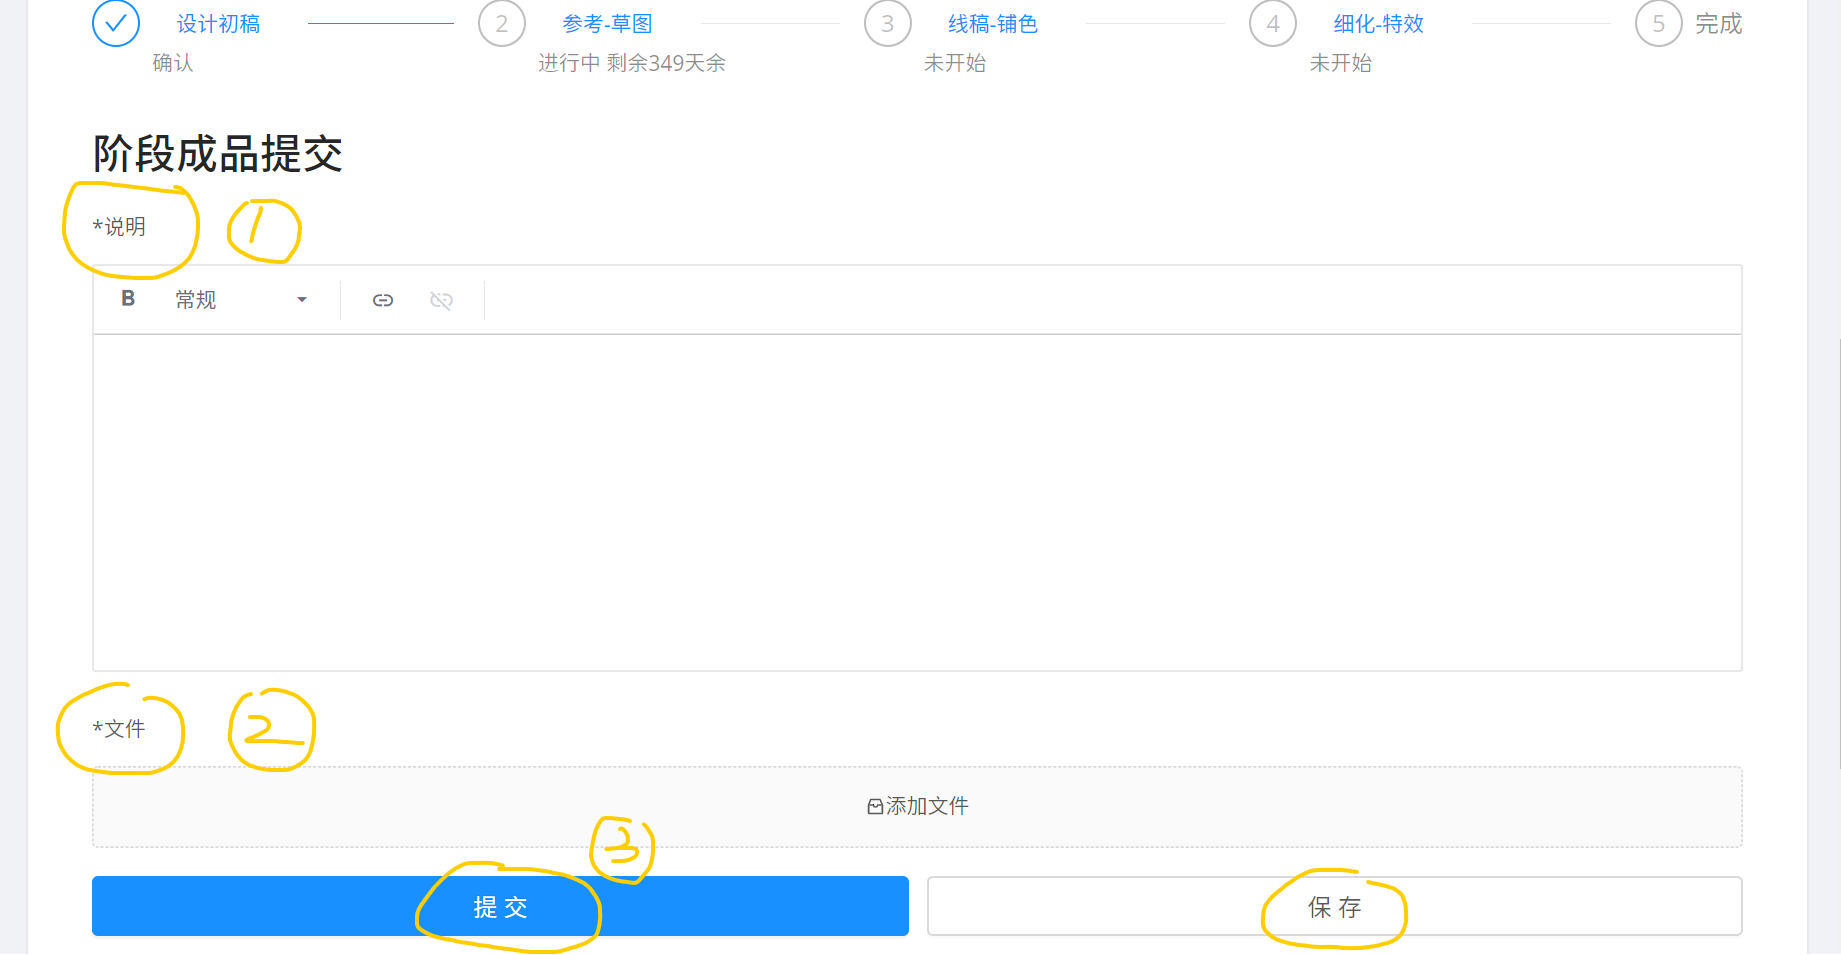 设计初稿 2 参考-草图 3 线稿-铺色 4 细化-特效 5 完成
确认 进行中 剩余349天余 未开始 未开始
阶段成品提交
*说明 1
B 常规
*文件 2
添加文件
3
提交 保存